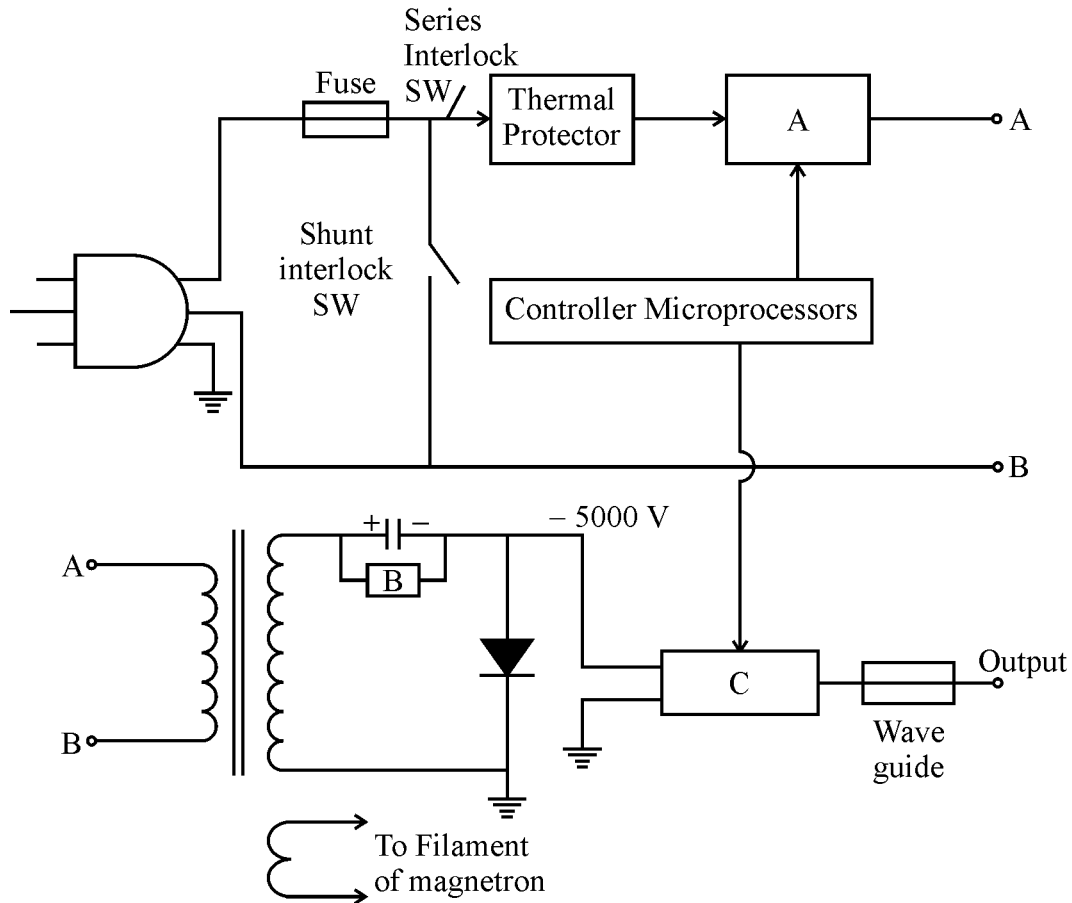 Series
Interlock
SW
Fuse
Thermal
Protector
A
A
Shunt
interlock
SW
Controller Microprocessors
B
+ −
− 5000 V
A
B
C
Output
B
Wave
guide
To Filament
of magnetron